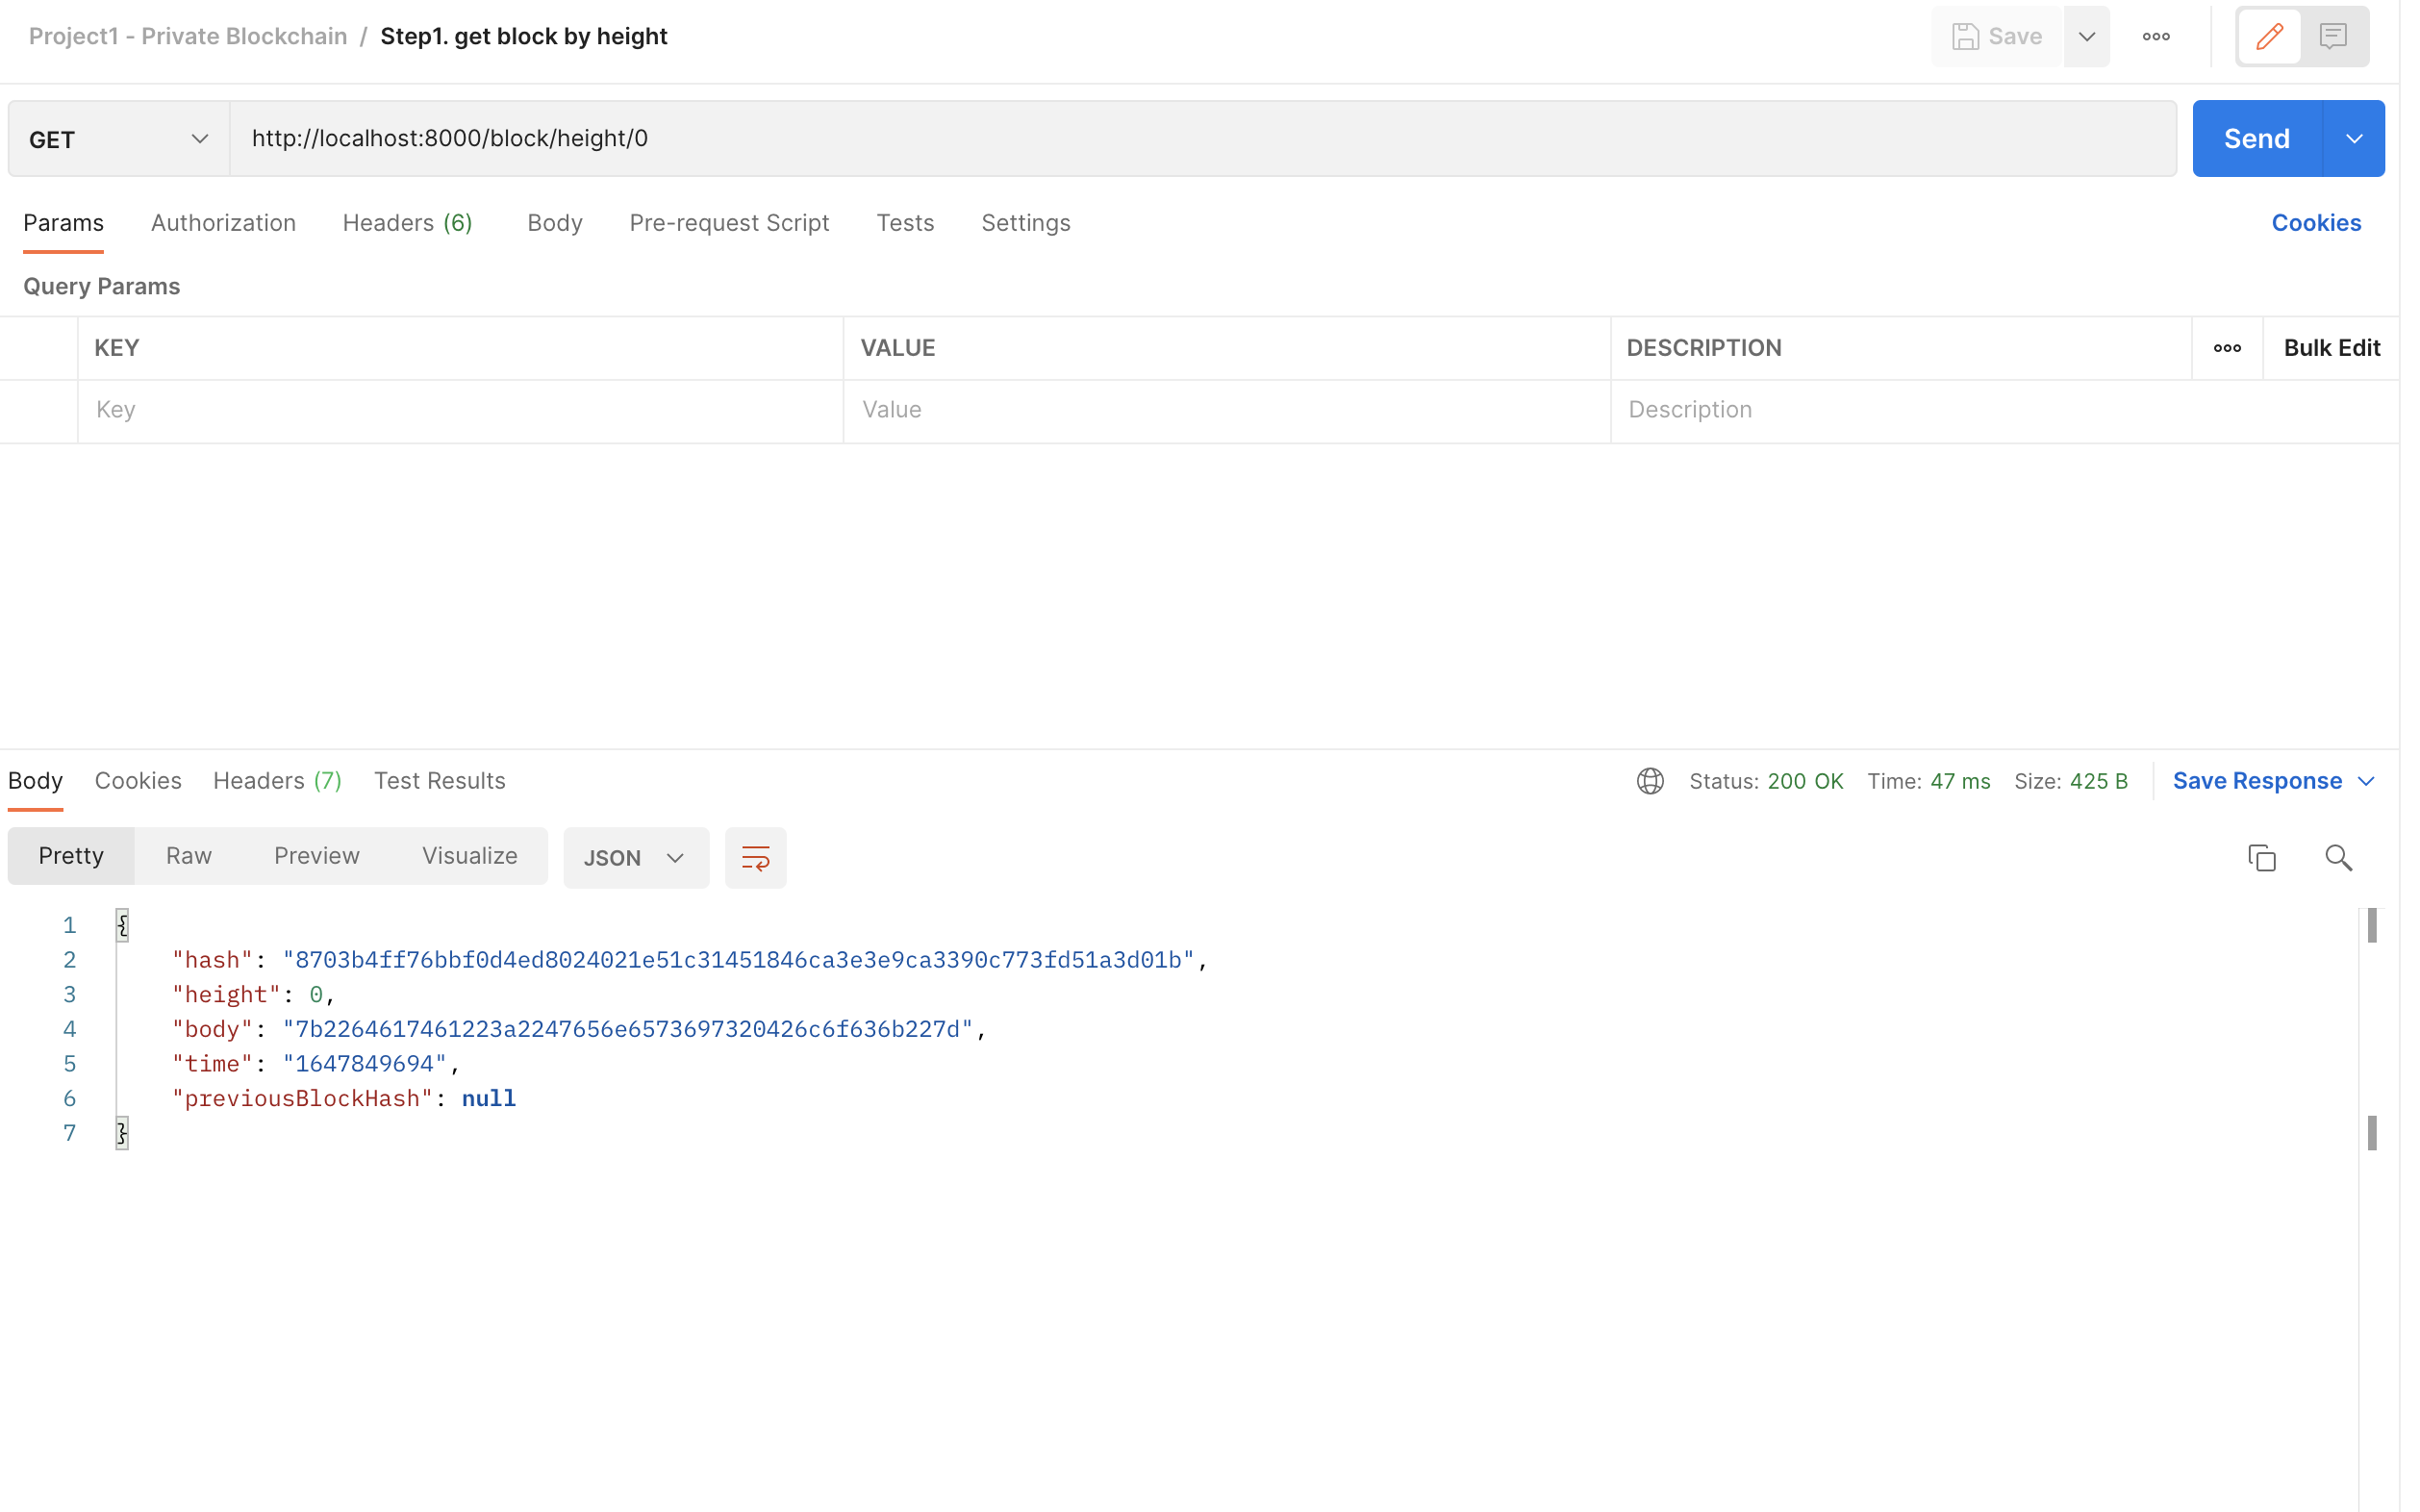 Project1 - Private Blockchain / Step1. get block by height
Save
GET
http://localhost:8000/block/height/0
Send
Params Authorization Headers (6) Body Pre-request Script Tests Settings Cookies
Query Params
KEY VALUE DESCRIPTION Bulk Edit
Key Value Description
Body Cookies Headers (7) Test Results Status: 200 OK Time: 47 ms Size: 425 B Save Response
Pretty Raw Preview Visualize JSON
1 {
2 "hash": "8703b4ff76bbf0d4ed8024021e51c31451846ca3e3e9ca3390c773fd51a3d01b",
3 "height": 0,
4 "body": "7b2264617461223a2247656e6573697320426c6f636b227d",
5 "time": "1647849694",
6 "previousBlockHash": null
7 }